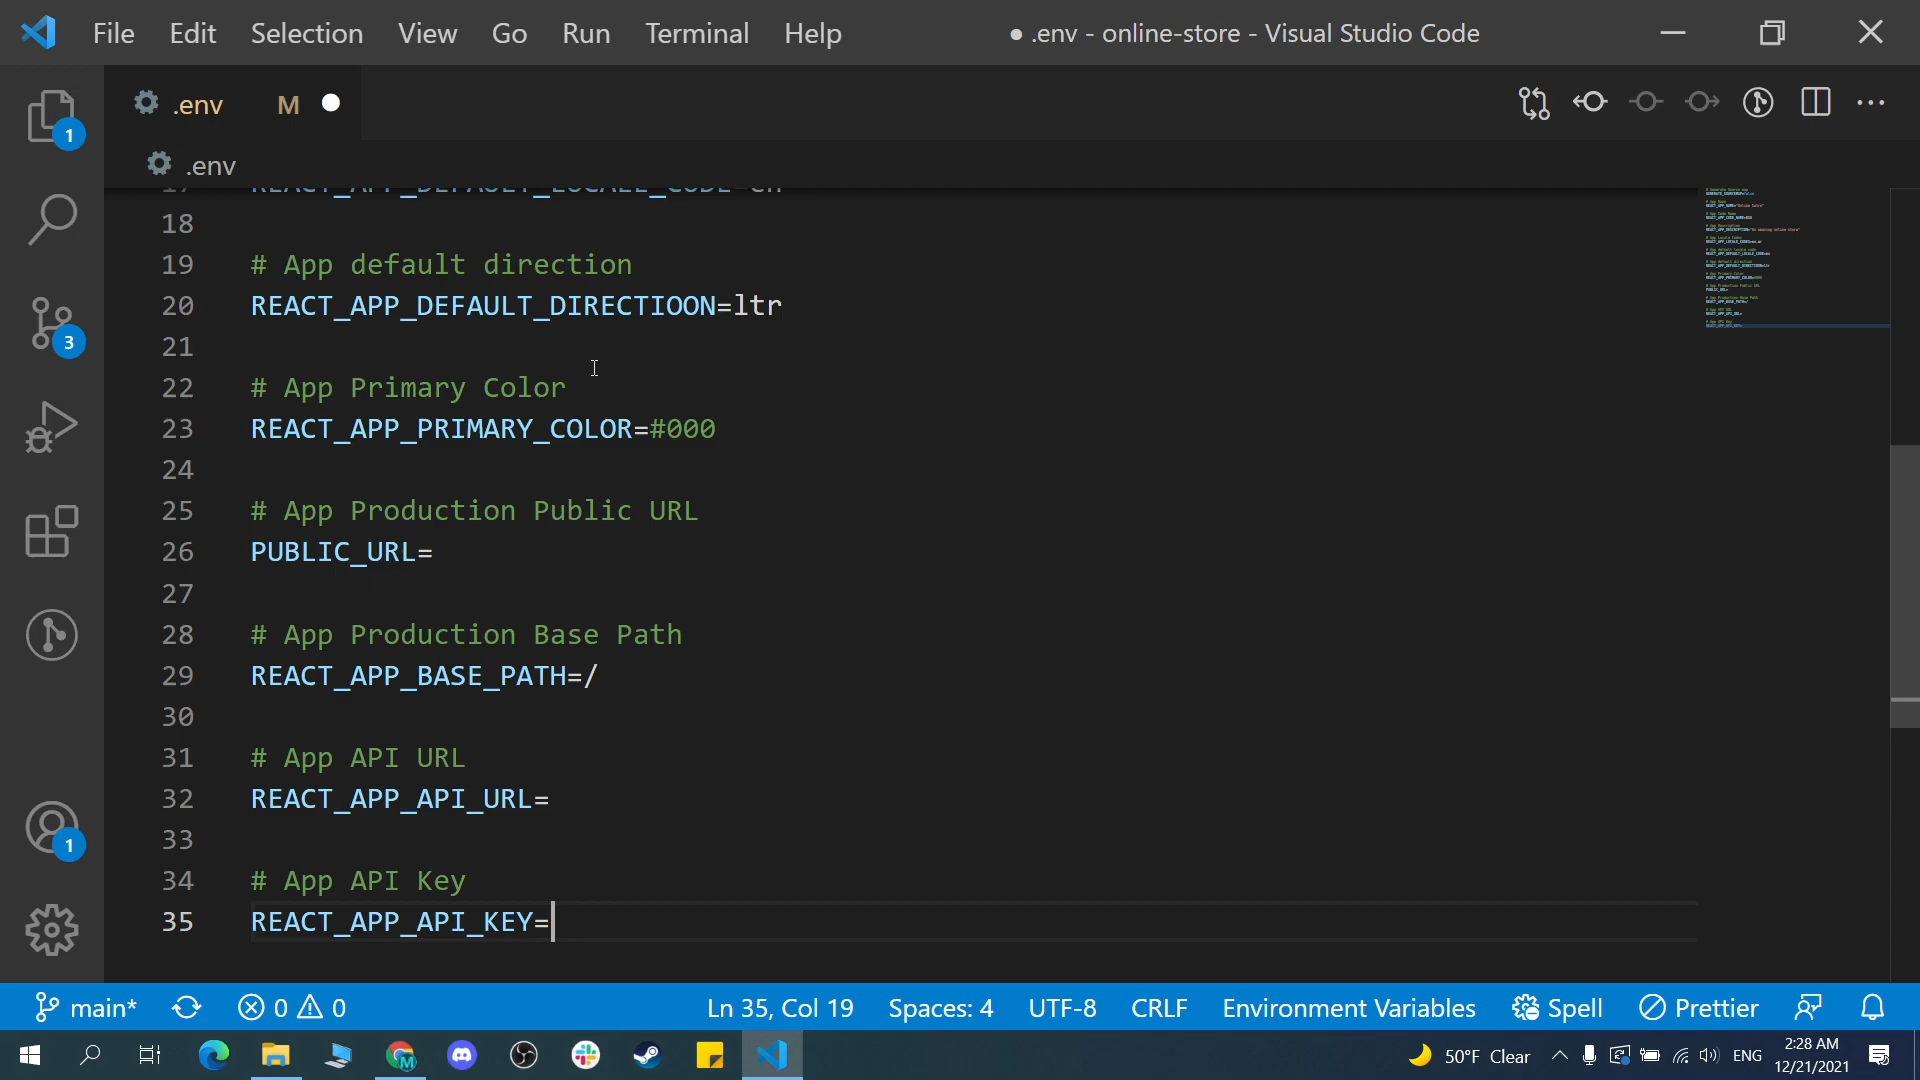 File Edit Selection View Go Run Terminal Help
● .env - online-store - Visual Studio Code
.env M
.env
18
19 # App default direction
20 REACT_APP_DEFAULT_DIRECTIOON=ltr
21
22 # App Primary Color
23 REACT_APP_PRIMARY_COLOR=#000
24
25 # App Production Public URL
26 PUBLIC_URL=
27
28 # App Production Base Path
29 REACT_APP_BASE_PATH=/
30
31 # App API URL
32 REACT_APP_API_URL=
33
34 # App API Key
35 REACT_APP_API_KEY=
1
3
1
main* 0 0 Ln 35, Col 19 Spaces: 4 UTF-8 CRLF Environment Variables Spell Prettier
50°F Clear ENG 2:28 AM
12/21/2021